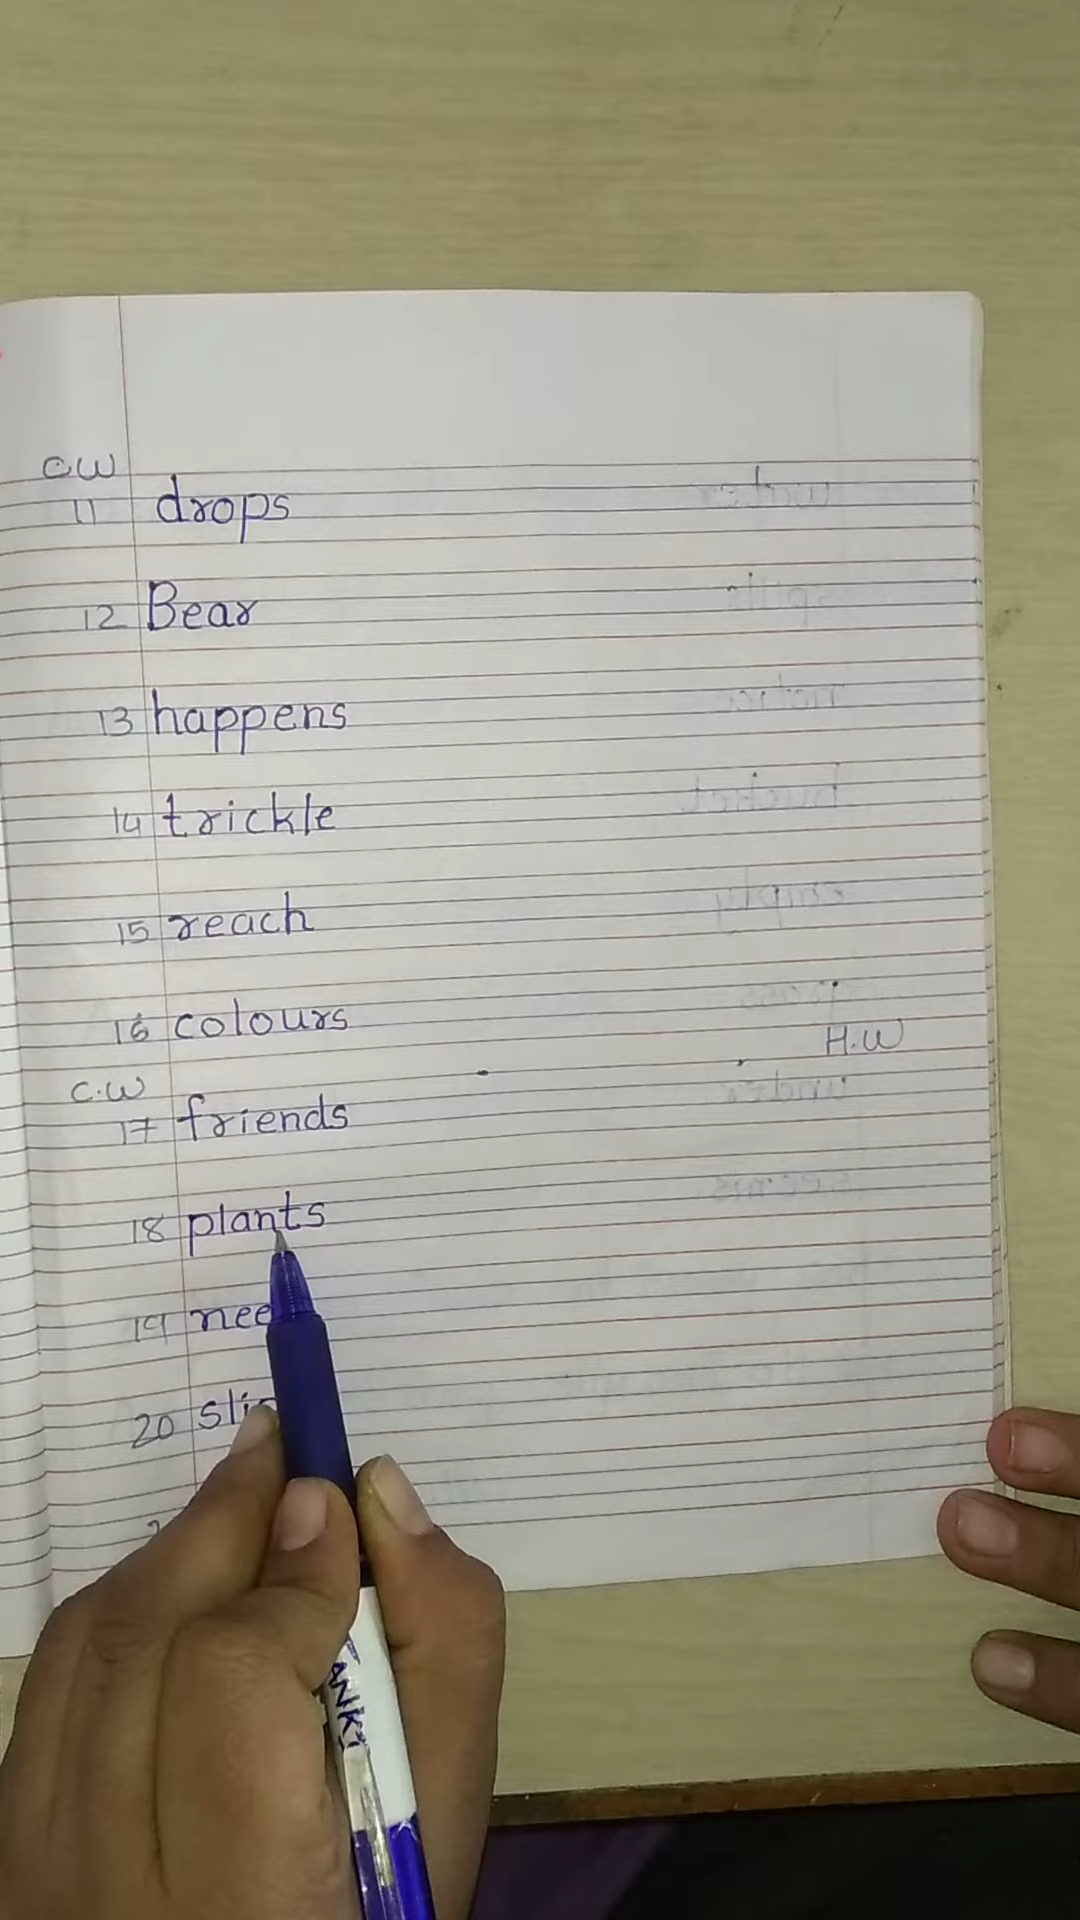 C.W
11 drops
12 Bear
13 happens
14 trickle
15 reach
16 colours
H.W
C.W
17 friends
18 plants
19
20